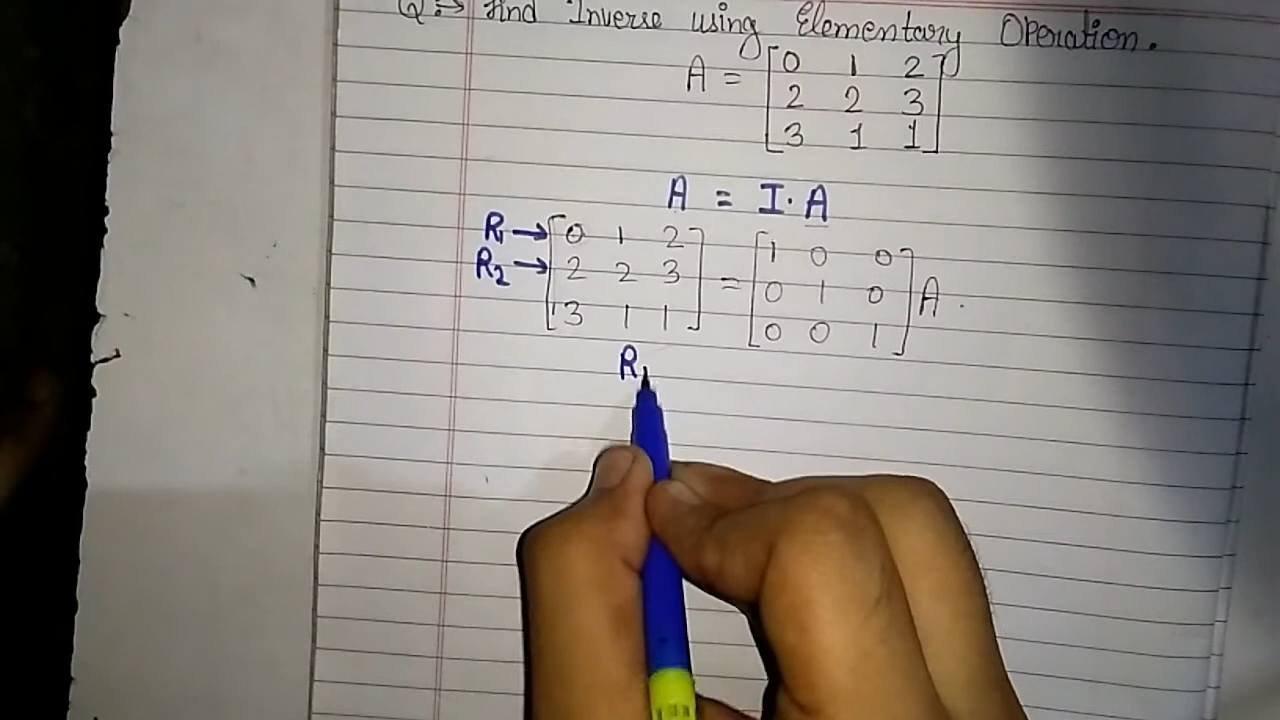 Q:→ Find Inverse using Elementary Operation.
A = [0 1 2
2 2 3
3 1 1]
A = I.A
R1 → [0 1 2 = [1 0 0
R2 → 2 2 3 0 1 0 A.
3 1 1] 0 0 1]
R1